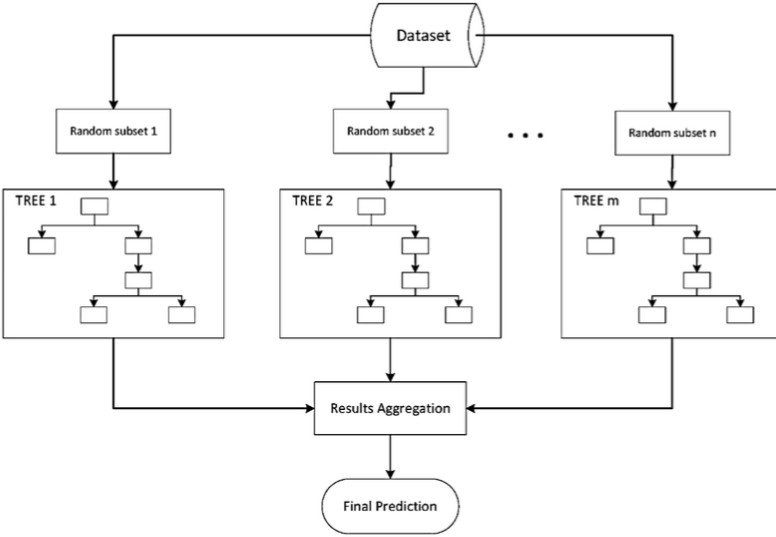 Dataset
Random subset 1
Random subset 2
Random subset n
TREE 1
TREE 2
TREE m
Results Aggregation
Final Prediction